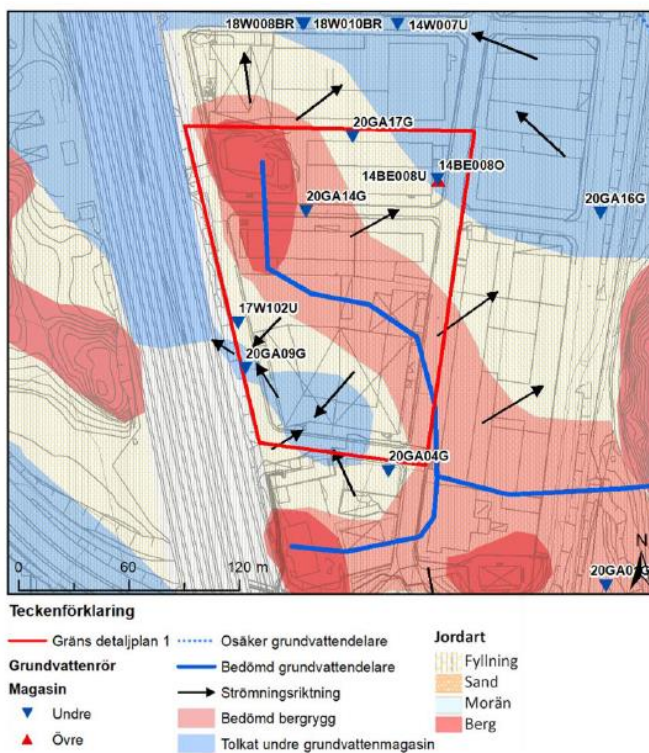 18W008BR 18W010BR 14W007U
20GA17G
14BE008O
14BE008U
20GA14G
20GA16G
17W102U
20GA09G
20GA04G
N
20GA01G
0 60 120 m
Teckenförklaring
Gräns detaljplan 1
Grundvattenrör
Magasin
Undre
Övre
Osäker grundvattendelare
Bedömd grundvattendelare
Strömningsriktning
Bedömd bergrygg
Tolkat undre grundvattenmagasin
Jordart
Fyllning
Sand
Morän
Berg